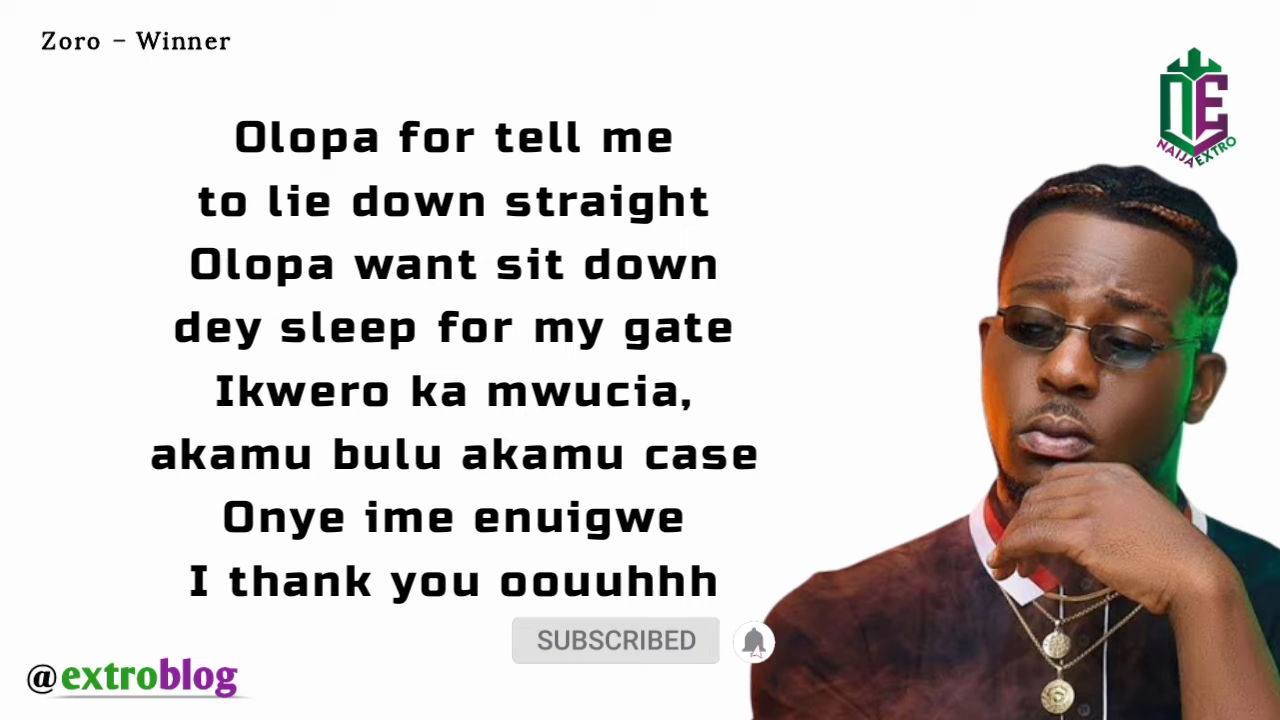 Zoro – Winner
NAIJA EXTRO
Olopa for tell me
to lie down straight
Olopa want sit down
dey sleep for my gate
Ikwero ka mwucia,
akamu bulu akamu case
Onye ime enuigwe
I thank you oouuhhh
SUBSCRIBED
@extroblog